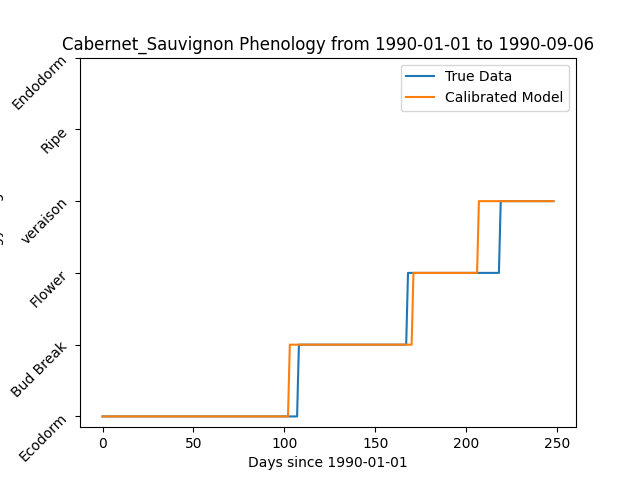 Cabernet_Sauvignon Phenology from 1990-01-01 to 1990-09-06
True Data
Calibrated Model
Endodorm
Ripe
veraison
Flower
Bud Break
Ecodorm
0 50 100 150 200 250
Days since 1990-01-01